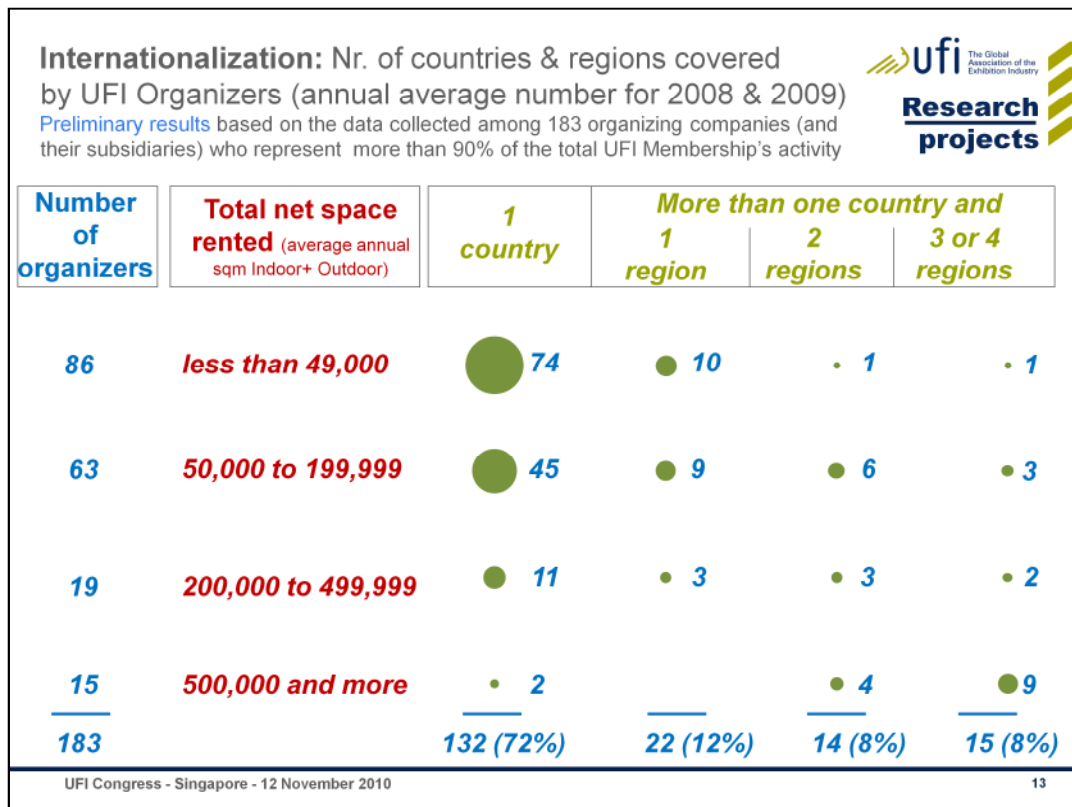 Internationalization: Nr. of countries & regions covered
by UFI Organizers (annual average number for 2008 & 2009)
Preliminary results based on the data collected among 183 organizing companies (and
their subsidiaries) who represent more than 90% of the total UFI Membership's activity
ufi The Global
Association of the
Exhibition Industry
Research
projects
Number
of
organizers
Total net space
rented (average annual
sqm Indoor+ Outdoor)
1
country
More than one country and
1
region
2
regions
3 or 4
regions
86 less than 49,000 74 10 1 1
63 50,000 to 199,999 45 9 6 3
19 200,000 to 499,999 11 3 3 2
15 500,000 and more 2 4 9
183 132 (72%) 22 (12%) 14 (8%) 15 (8%)
UFI Congress - Singapore - 12 November 2010 13